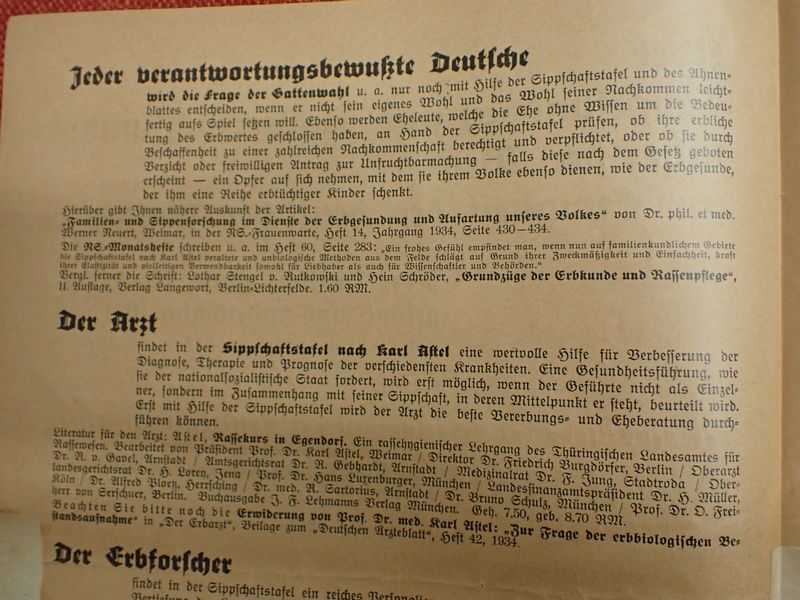 Jeder verantwortungsbewußte Deutsche
wird die Frage der Gattenwahl u. a. nur noch mit Hilfe der Sippschaftstafel und des Ahnen-
blattes entscheiden, wenn er nicht sein eigenes Wohl und das Wohl seiner Nachkommen leicht-
fertig aufs Spiel setzen will. Ebenso werden Eheleute, welche die Ehe ohne Wissen um die Bedeu-
tung des Erbwertes geschlossen haben, an Hand der Sippschaftstafel prüfen, ob ihre erbliche
Beschaffenheit zu einer zahlreichen Nachkommenschaft berechtigt und verpflichtet, oder ob sie durch
Verzicht oder freiwilligen Antrag zur Unfruchtbarmachung — falls diese nach dem Gesetz geboten
erscheint — ein Opfer auf sich nehmen, mit dem sie ihrem Volke ebenso dienen, wie der Erbgesunde,
der ihm eine Reihe erbtüchtiger Kinder schenkt.
Hierüber gibt Ihnen nähere Auskunft der Artikel:
„Familien- und Sippenforschung im Dienste der Erbgesundung und Aufartung unseres Volkes“ von Dr. phil. et med.
Werner Neuert, Weimar, in der NS.-Frauenwarte, Heft 14, Jahrgang 1934, Seite 430–434.
Die NS.-Monatshefte schreiben u. a. im Heft 60, Seite 283: „Ein frohes Gefühl empfindet man, wenn nun auf familienkundlichem Gebiete
die Sippschaftstafel nach Karl Astel veraltete und unbiologische Methoden aus dem Felde schlägt auf Grund ihrer Zweckmäßigkeit und Einfachheit, kraft
ihrer Elastizität und vielseitigen Verwendbarkeit sowohl für Liebhaber als auch für Wissenschaftler und Behörden.“
Vergl. ferner die Schrift: Lothar Stengel v. Rutkowski und Hein Schröder, „Grundzüge der Erbkunde und Rassenpflege“,
II. Auflage, Verlag Langewort, Berlin-Lichterfelde. 1.60 RM.
Der Arzt
findet in der Sippschaftstafel nach Karl Astel eine wertvolle Hilfe für Verbesserung der
Diagnose, Therapie und Prognose der verschiedensten Krankheiten. Eine Gesundheitsführung, wie
sie der nationalsozialistische Staat fordert, wird erst möglich, wenn der Geführte nicht als Einzel-
ner, sondern im Zusammenhang mit seiner Sippschaft, in deren Mittelpunkt er steht, beurteilt wird.
Erst mit Hilfe der Sippschaftstafel wird der Arzt die beste Vererbungs- und Eheberatung durch-
führen können.
Literatur für den Arzt: Astel, Rassekurs in Egendorf. Ein rassehygienischer Lehrgang des Thüringischen Landesamtes für
Rassewesen. Bearbeitet von Präsident Prof. Dr. Karl Astel, Weimar / Direktor Dr. Friedrich Burgdörfer, Berlin / Oberarzt
Dr. R. v. Gavel, Arnstadt / Amtsgerichtsrat Dr. R. Gebhardt, Arnstadt / Medizinalrat Dr. F. Jung, Stadtroda / Ober-
landesgerichtsrat Dr. H. Lorey, Jena / Prof. Dr. Hans Luxenburger, München / Landesfinanzamtspräsident Dr. H. Müller,
Köln / Dr. Alfred Ploetz, Herrsching / Dr. med. R. Sartorius, Arnstadt / Dr. Bruno Schulz, München / Prof. Dr. O. Frei-
herr von Verschuer, Berlin. Buchausgabe J. F. Lehmanns Verlag München. Geh. 7.50, geb. 8.70 RM.
Beachten Sie bitte noch die Erwiderung von Prof. Dr. med. Karl Astel: „Zur Frage der erbbiologischen Be-
standsaufnahme“ in „Der Erbarzt“, Beilage zum „Deutschen Ärzteblatt“, Heft 42, 1934.
Der Erbforscher
findet in der Sippschaftstafel ein reiches